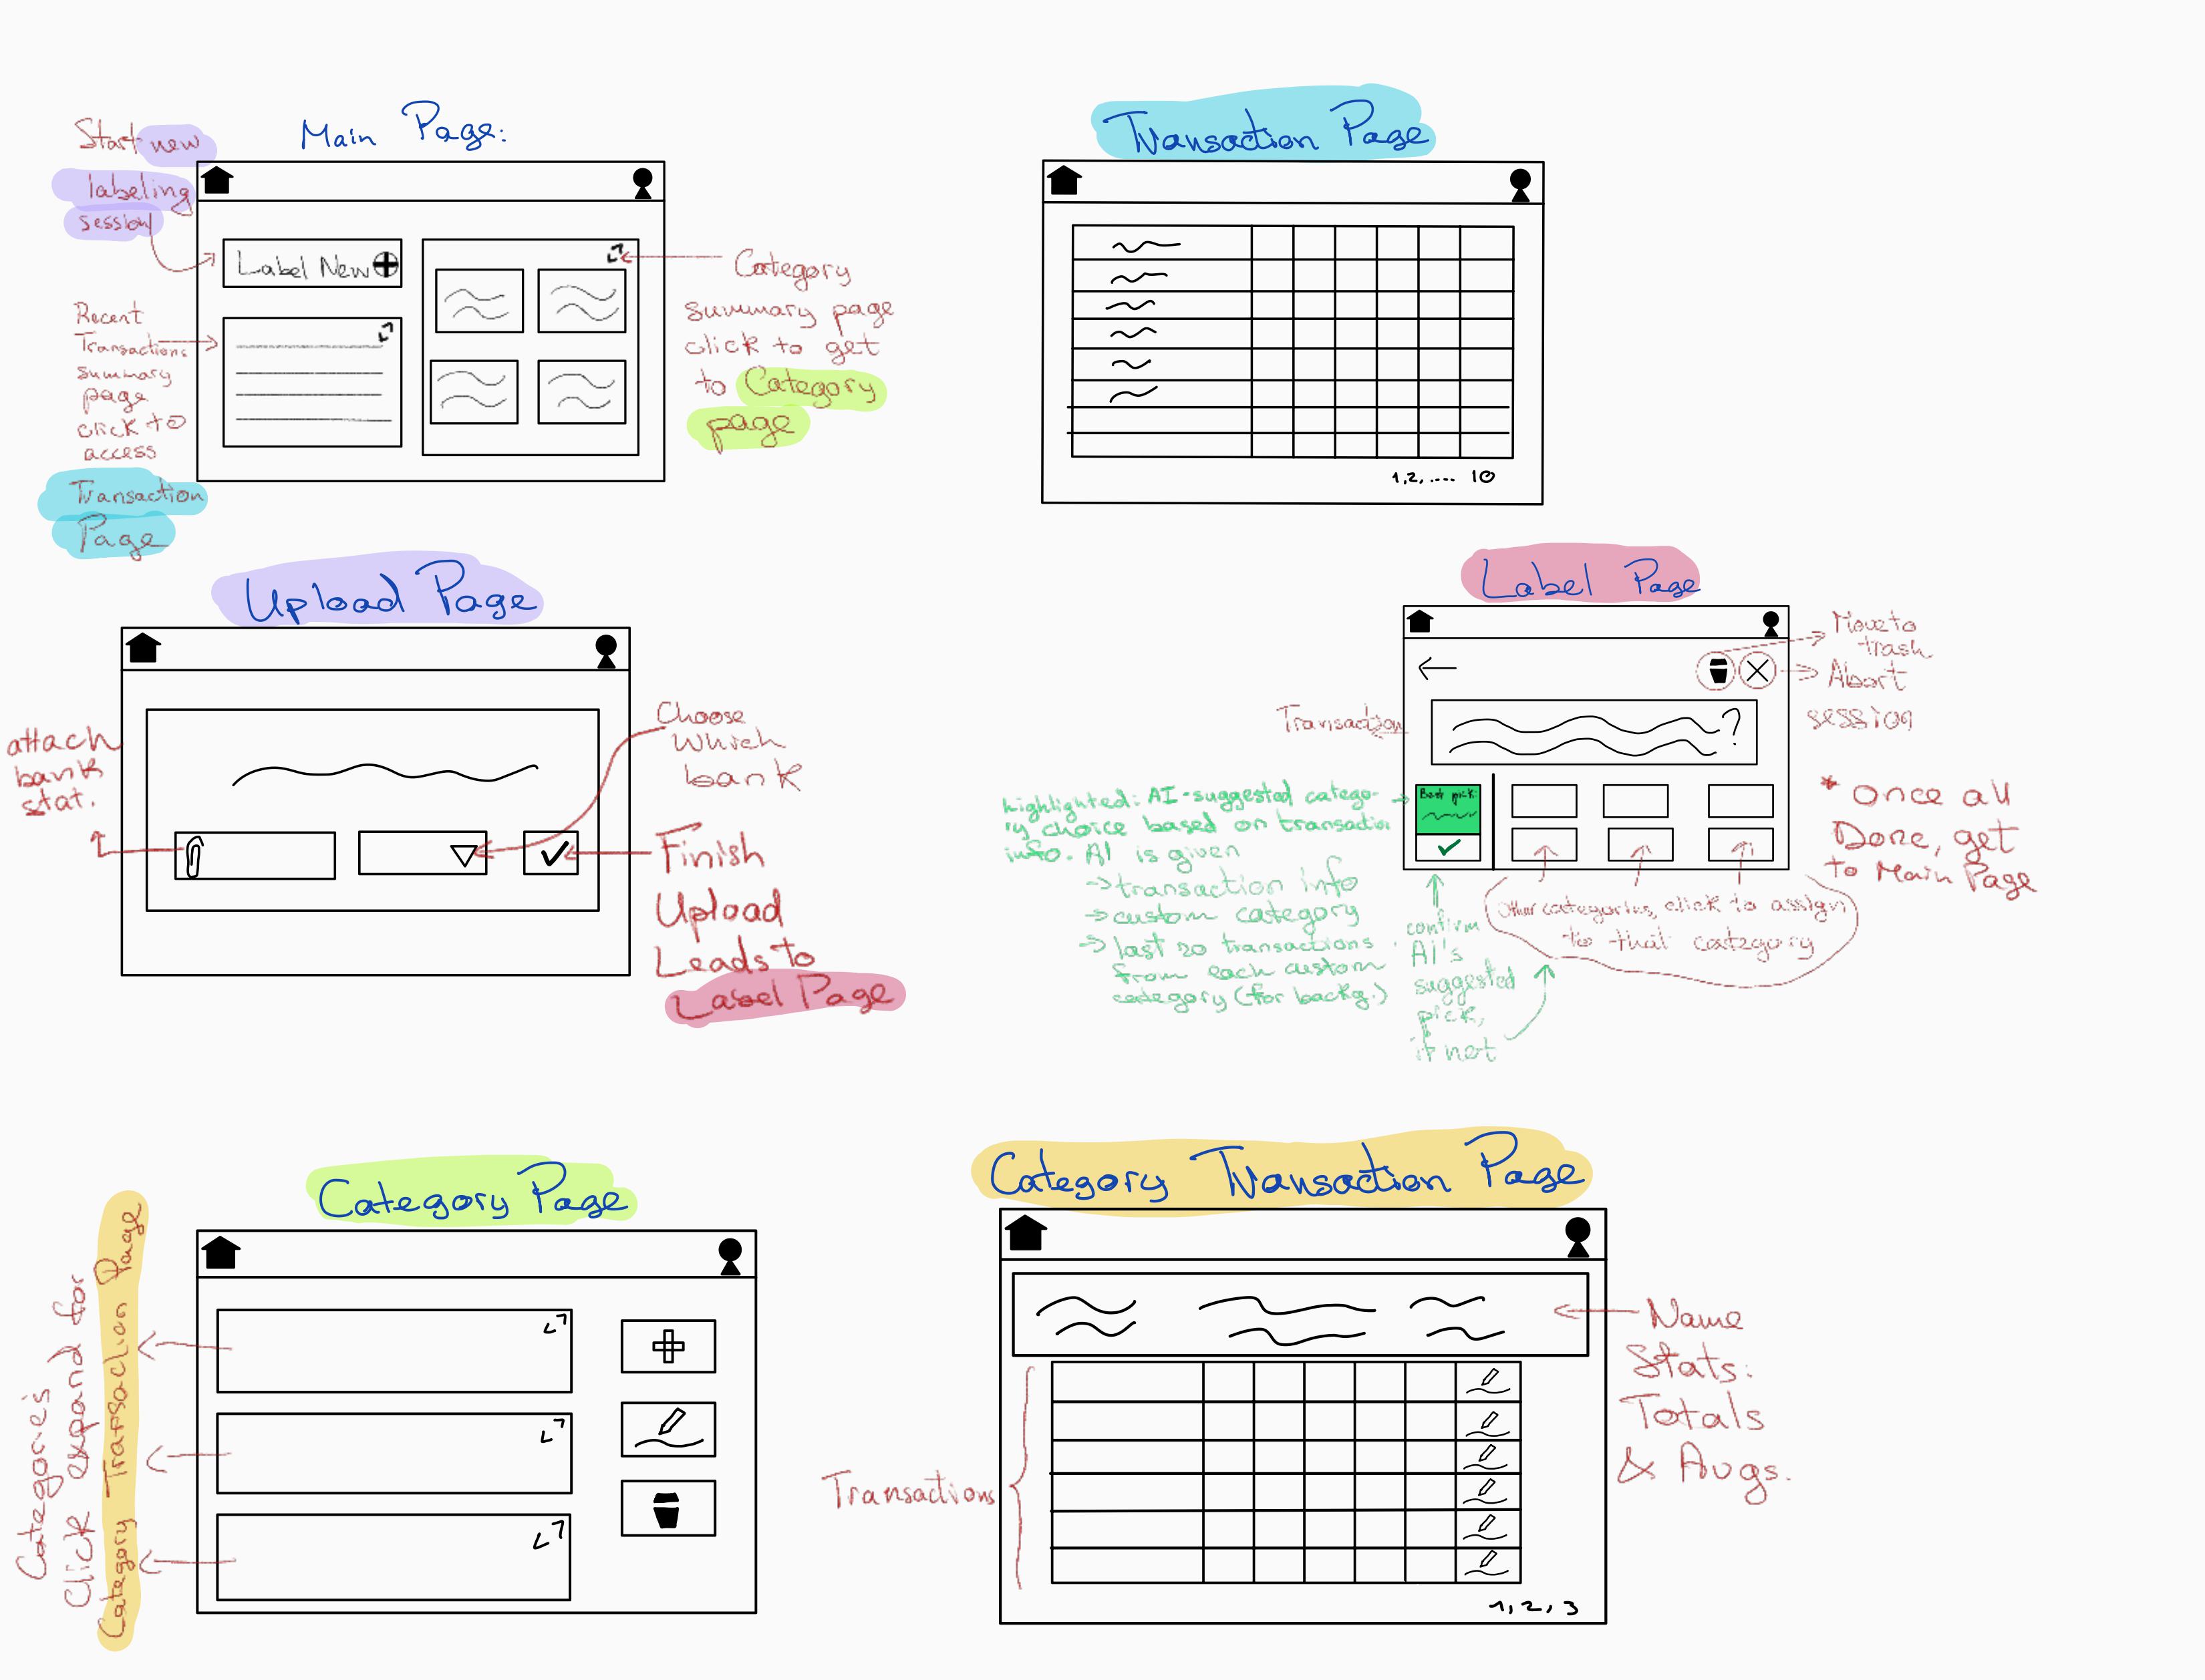 Main Page:
Start new
labeling
session
Label New
Recent
Transactions
summary
page
click to
access
Transaction
Page
Category
summary page
click to get
to Category
page
Transaction Page
1,2,.... 10
Upload Page
attach
bank
stat.
Choose
which
bank
Finish
Upload
Leads to
Label Page
Label Page
Move to
trash
Abort
session
Transaction
?
Best pick:
highlighted: AI-suggested catego-
ry choice based on transaction
info. AI is given
→ transaction info
→ custom category
→ last 20 transactions
from each custom
category (for backg.)
confirm
AI's
suggested
pick,
if not
other categories, click to assign
to that category
* Once all
Done, get
to Main Page
Category Page
Categories
Click expand for
Category Transaction Page
Category Transaction Page
Name
Stats:
Totals
& Avgs.
Transactions
1, 2, 3